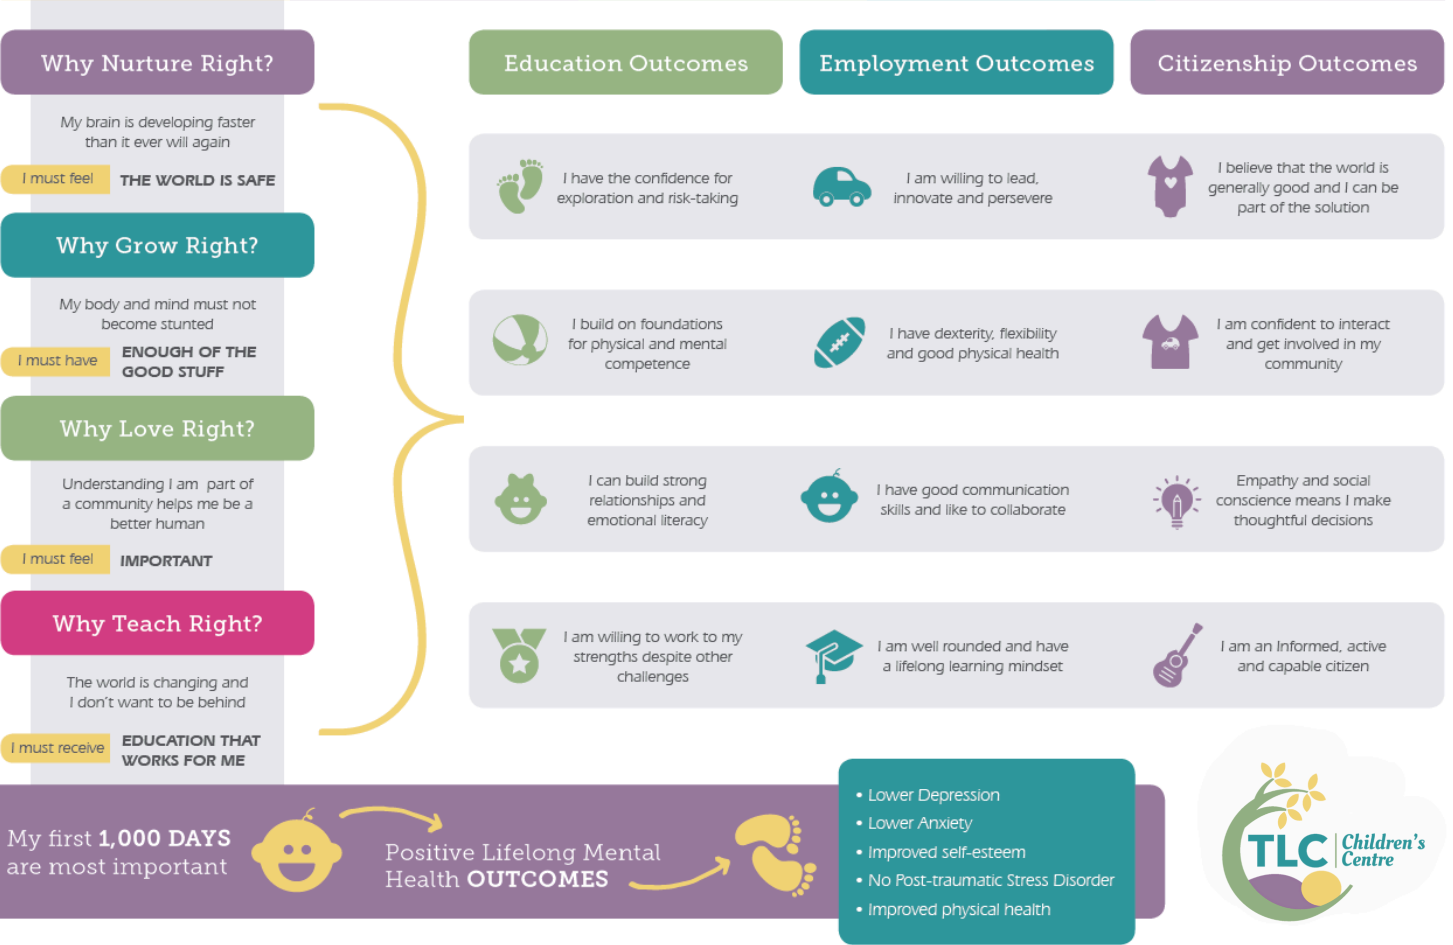 Why Nurture Right?
My brain is developing faster
than it ever will again
I must feel
THE WORLD IS SAFE
Why Grow Right?
My body and mind must not
become stunted
I must have
ENOUGH OF THE
GOOD STUFF
Why Love Right?
Understanding I am part of
a community helps me be a
better human
I must feel
IMPORTANT
Why Teach Right?
The world is changing and
I don't want to be behind
I must receive
EDUCATION THAT
WORKS FOR ME
Education Outcomes
Employment Outcomes
Citizenship Outcomes
I have the confidence for
exploration and risk-taking
I am willing to lead,
innovate and persevere
I believe that the world is
generally good and I can be
part of the solution
I build on foundations
for physical and mental
competence
I have dexterity, flexibility
and good physical health
I am confident to interact
and get involved in my
community
I can build strong
relationships and
emotional literacy
I have good communication
skills and like to collaborate
Empathy and social
conscience means I make
thoughtful decisions
I am willing to work to my
strengths despite other
challenges
I am well rounded and have
a lifelong learning mindset
I am an Informed, active
and capable citizen
My first 1,000 DAYS
are most important
Positive Lifelong Mental
Health OUTCOMES
• Lower Depression
• Lower Anxiety
• Improved self-esteem
• No Post-traumatic Stress Disorder
• Improved physical health
TLC
Children's
Centre